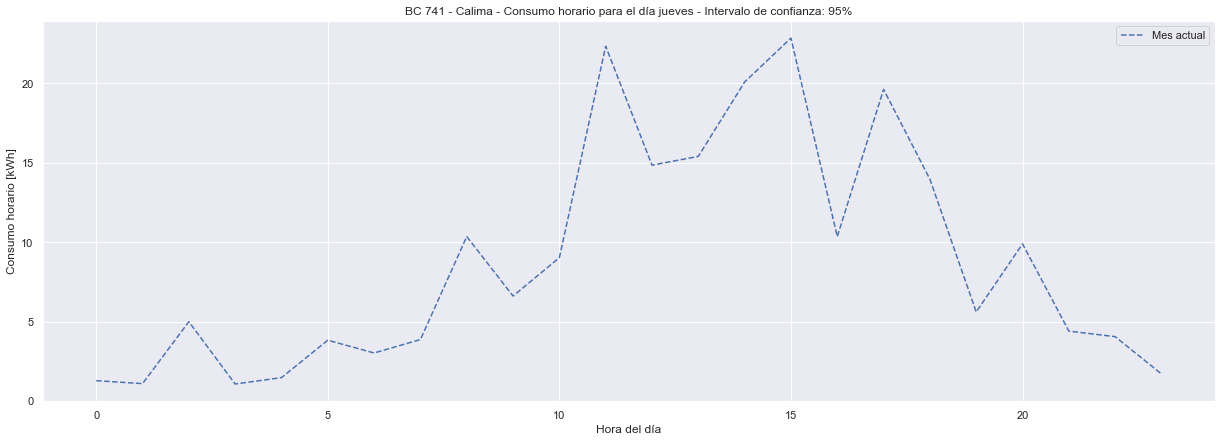 BC 741 - Calima - Consumo horario para el día jueves - Intervalo de confianza: 95%
Mes actual
Consumo horario [kWh]
20
15
10
5
0
0 5 10 15 20
Hora del día